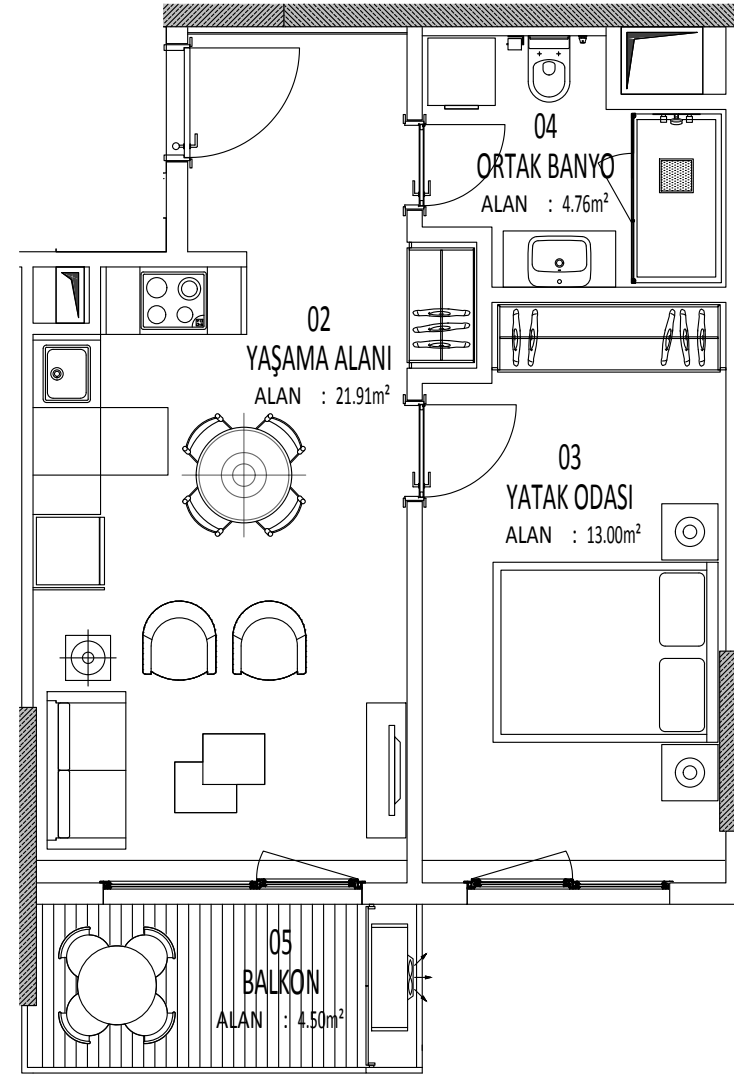 04
ORTAK BANYO
ALAN : 4.76m²
02
YAŞAMA ALANI
ALAN : 21.91m²
03
YATAK ODASI
ALAN : 13.00m²
05
BALKON
ALAN : 4.50m²